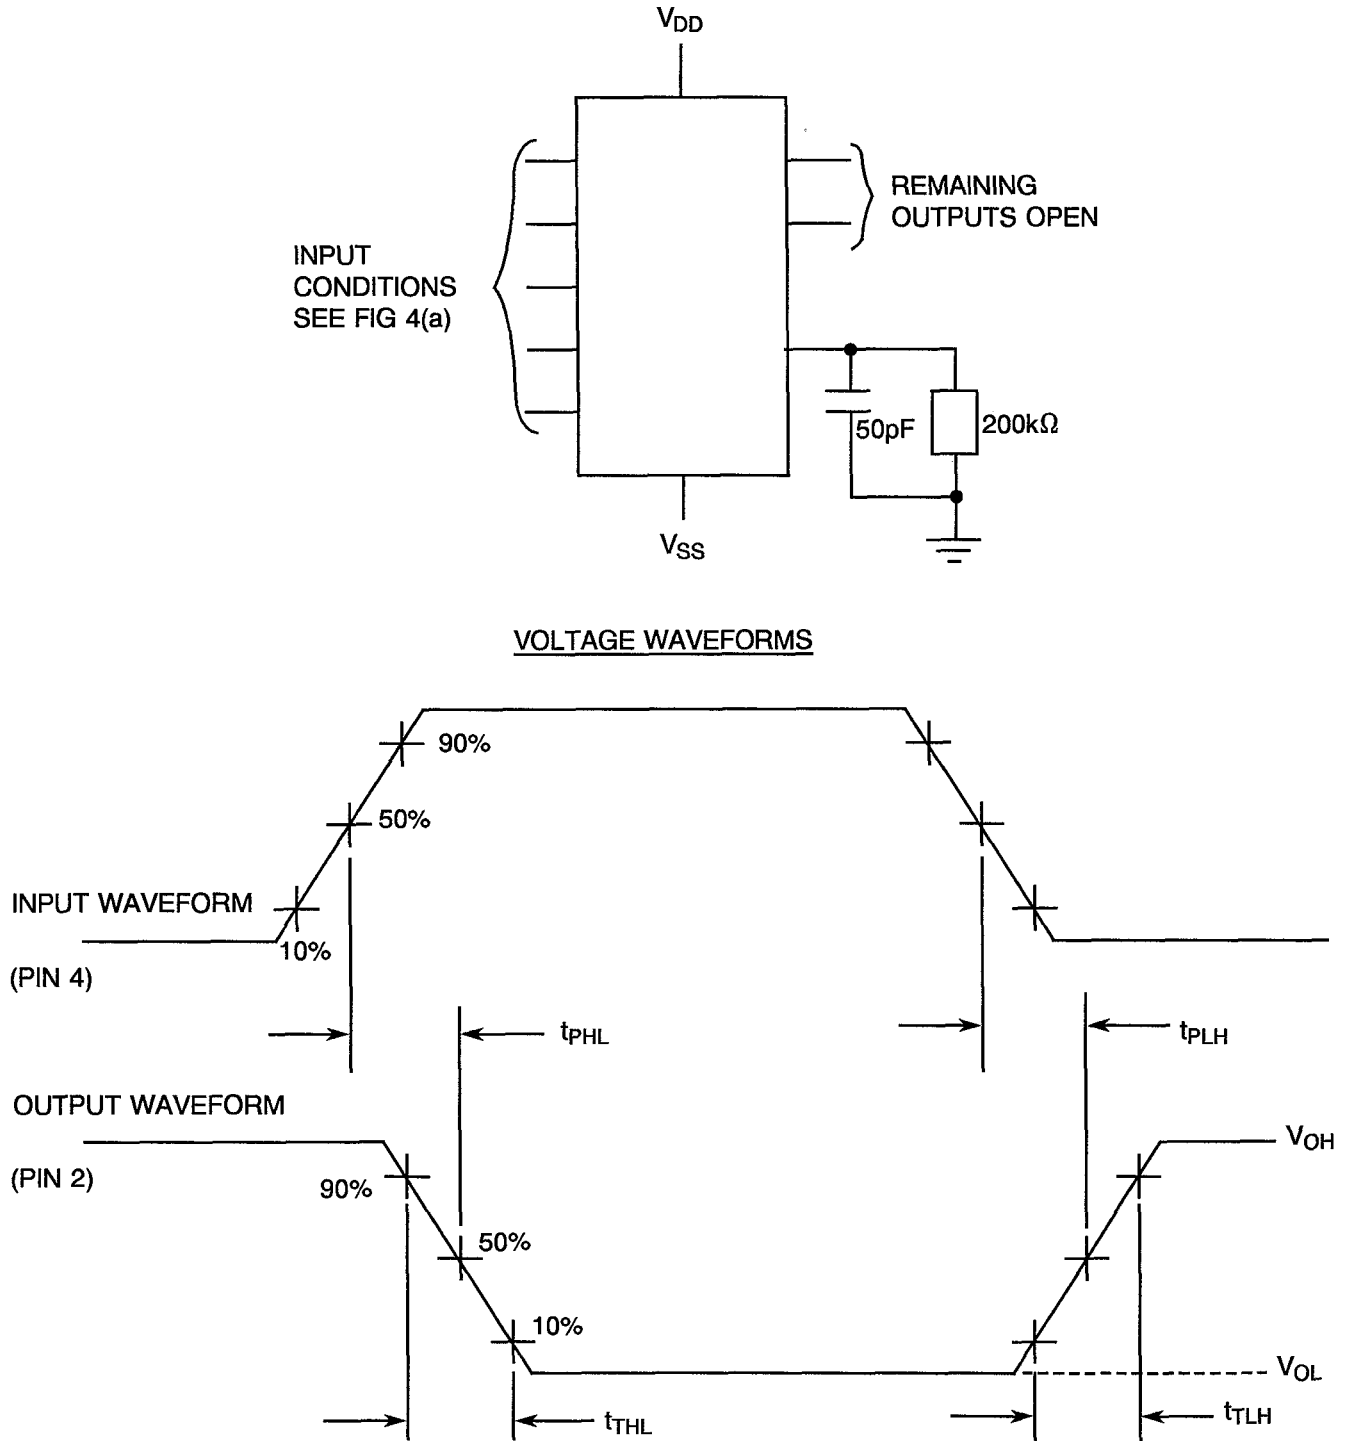 VDD
REMAINING
OUTPUTS OPEN
INPUT
CONDITIONS
SEE FIG 4(a)
50pF
200kΩ
VSS
VOLTAGE WAVEFORMS
90%
50%
INPUT WAVEFORM
10%
(PIN 4)
tPHL
tPLH
OUTPUT WAVEFORM
VOH
(PIN 2)
90%
50%
10%
VOL
tTHL
tTLH